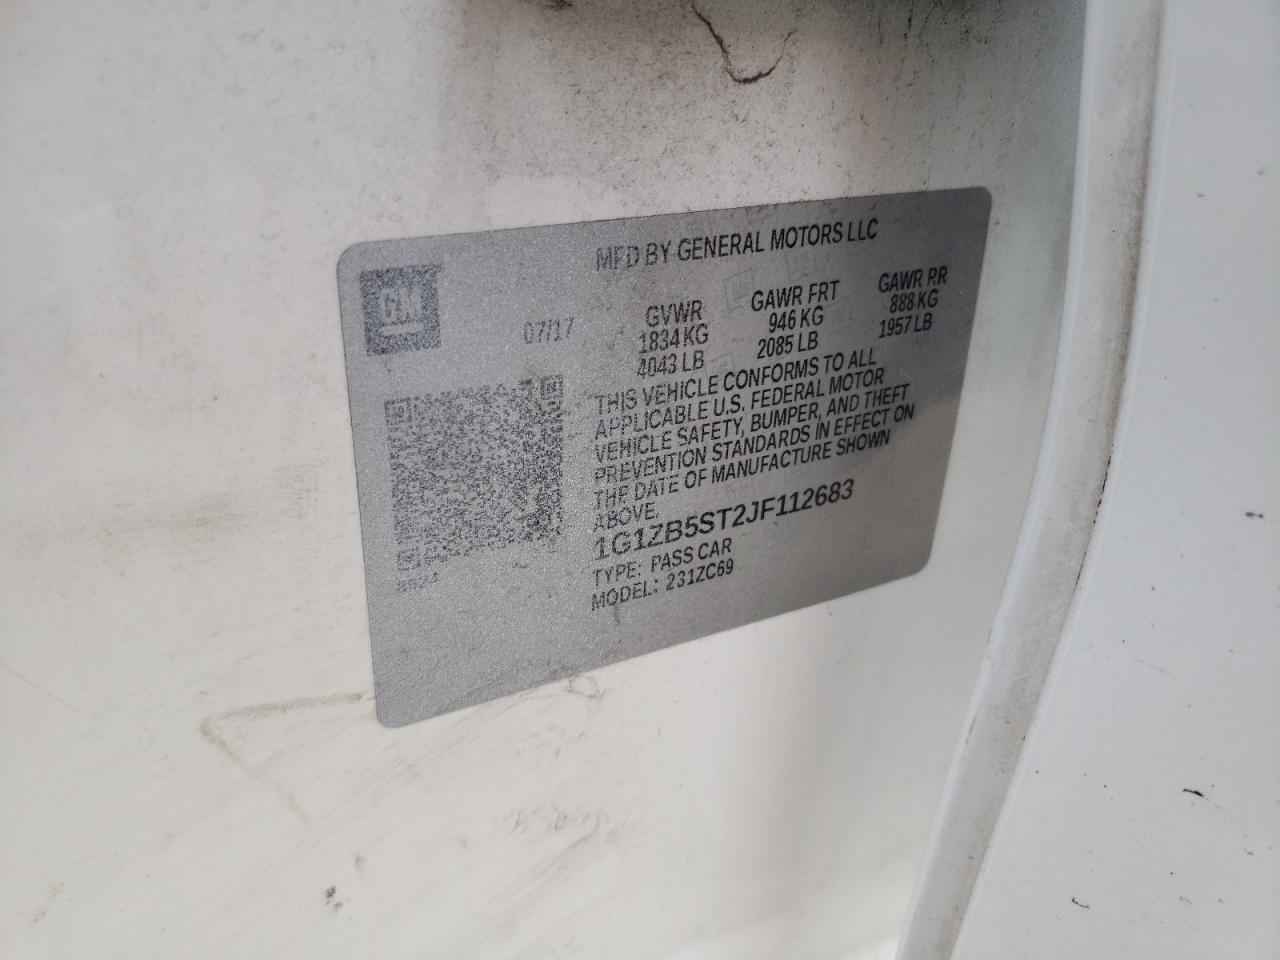 MFD BY GENERAL MOTORS LLC
GM
07/17
GVWR GAWR FRT GAWR RR
1834 KG 946 KG 888 KG
4043 LB 2085 LB 1957 LB
THIS VEHICLE CONFORMS TO ALL
APPLICABLE U.S. FEDERAL MOTOR
VEHICLE SAFETY, BUMPER, AND THEFT
PREVENTION STANDARDS IN EFFECT ON
THE DATE OF MANUFACTURE SHOWN
ABOVE.
1G1ZB5ST2JF112683
TYPE: PASS CAR
MODEL: 231ZC69